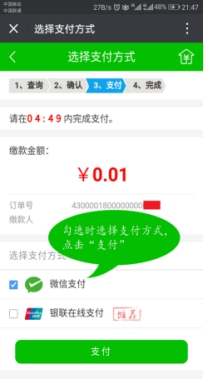 中国移动
中国联通
27B/s 48% 21:47
选择支付方式
选择支付方式
1、查询 2、确认 3、支付 4、完成
请在04:49内完成支付。
缴款金额：
￥0.01
订单号 4300001800000000
缴款人
勾选时选择支付方式，
点击“支付”
选择支付方式
微信支付
银联在线支付 推荐！
支付